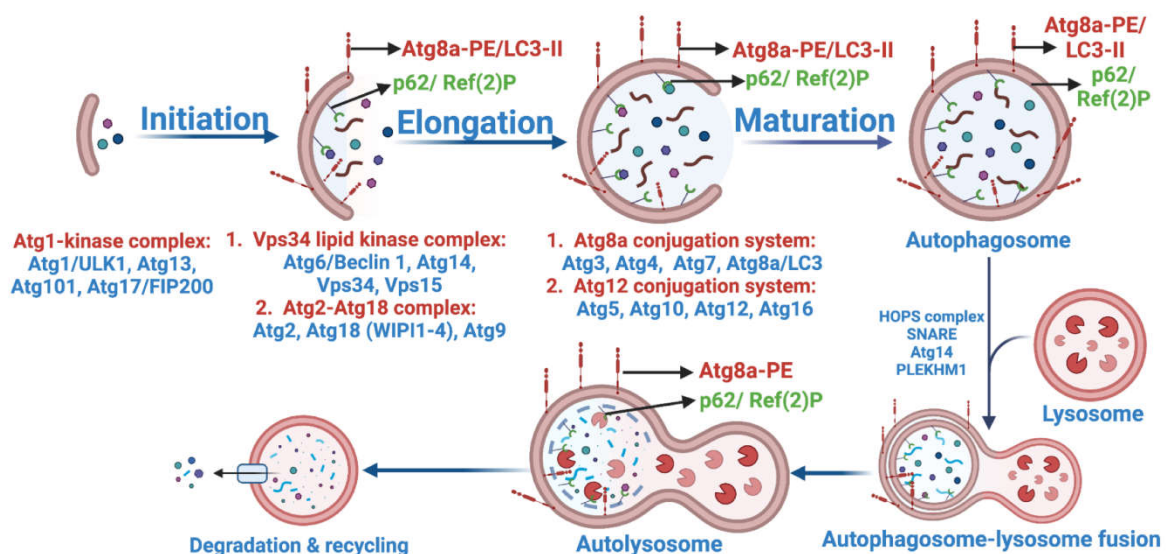 Atg8a-PE/LC3-II
p62/ Ref(2)P
Initiation
Atg8a-PE/LC3-II
p62/ Ref(2)P
Elongation
Maturation
Atg8a-PE/
LC3-II
p62/
Ref(2)P
Atg1-kinase complex:
Atg1/ULK1, Atg13,
Atg101, Atg17/FIP200
1. Vps34 lipid kinase complex:
Atg6/Beclin 1, Atg14,
Vps34, Vps15
2. Atg2-Atg18 complex:
Atg2, Atg18 (WIPI1-4), Atg9
1. Atg8a conjugation system:
Atg3, Atg4, Atg7, Atg8a/LC3
2. Atg12 conjugation system:
Atg5, Atg10, Atg12, Atg16
Autophagosome
HOPS complex
SNARE
Atg14
PLEKHM1
Lysosome
Atg8a-PE
p62/ Ref(2)P
Degradation & recycling
Autolysosome
Autophagosome-lysosome fusion